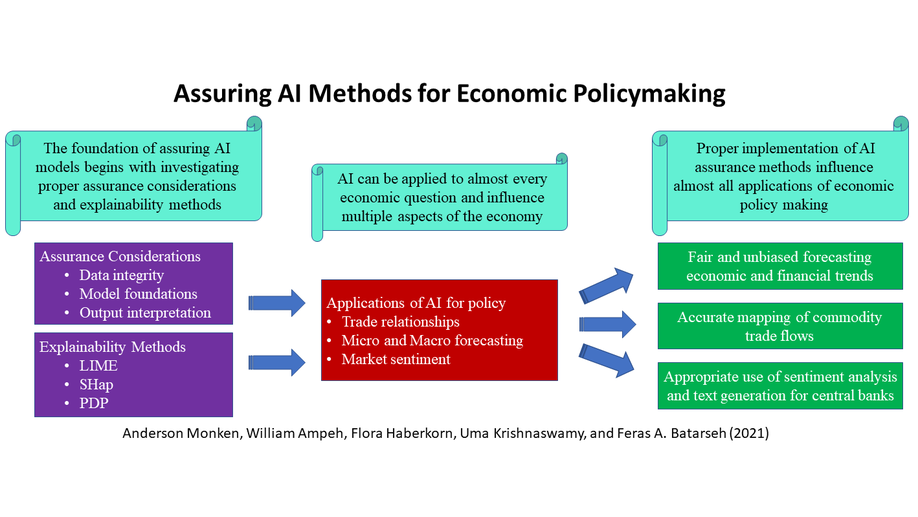 Assuring AI Methods for Economic Policymaking
The foundation of assuring AI
models begins with investigating
proper assurance considerations
and explainability methods
AI can be applied to almost every
economic question and influence
multiple aspects of the economy
Proper implementation of AI
assurance methods influence
almost all applications of economic
policy making
Assurance Considerations
• Data integrity
• Model foundations
• Output interpretation
Explainability Methods
• LIME
• SHap
• PDP
Applications of AI for policy
• Trade relationships
• Micro and Macro forecasting
• Market sentiment
Fair and unbiased forecasting
economic and financial trends
Accurate mapping of commodity
trade flows
Appropriate use of sentiment analysis
and text generation for central banks
Anderson Monken, William Ampeh, Flora Haberkorn, Uma Krishnaswamy, and Feras A. Batarseh (2021)